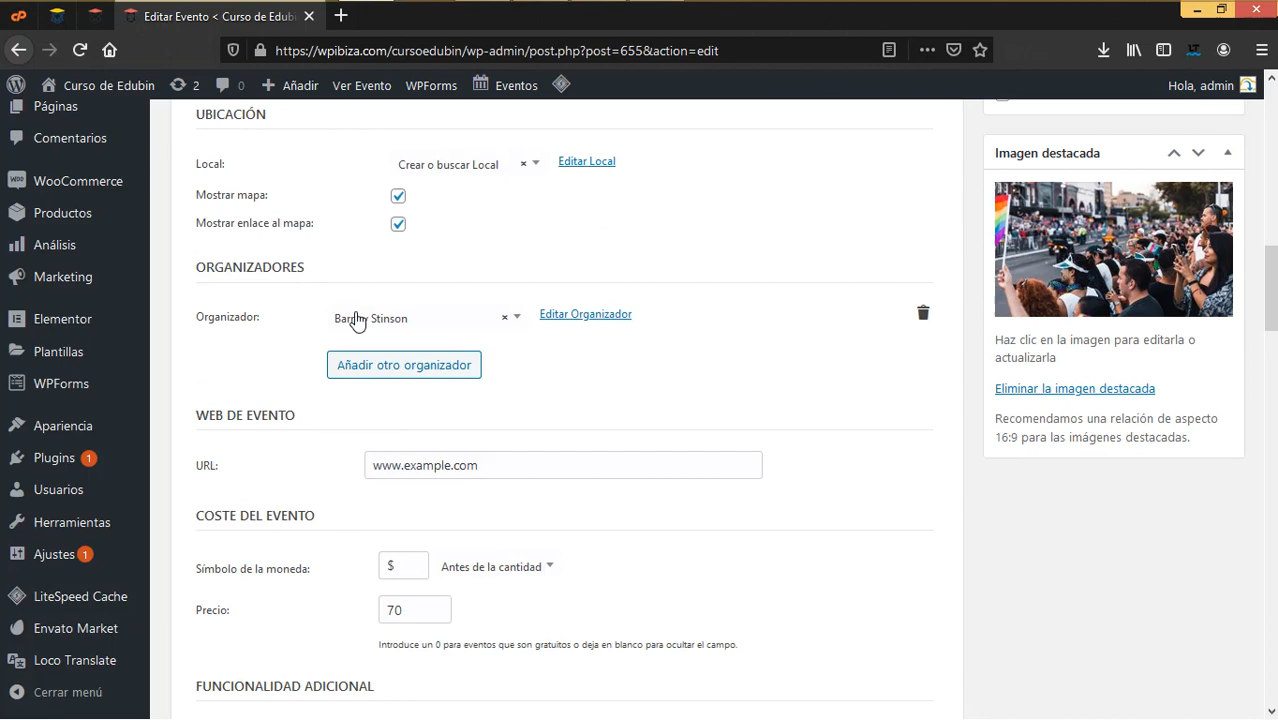 cP
Editar Evento < Curso de Edubin
https://wpibiza.com/cursoedubin/wp-admin/post.php?post=655&action=edit
Curso de Edubin
2
0
Añadir
Ver Evento
WPForms
Eventos
Hola, admin
Páginas
Comentarios
WooCommerce
Productos
Análisis
Marketing
Elementor
Plantillas
WPForms
Apariencia
Plugins 1
Usuarios
Herramientas
Ajustes 1
LiteSpeed Cache
Envato Market
Loco Translate
Cerrar menú
UBICACIÓN
Local:
Crear o buscar Local
Editar Local
Mostrar mapa:
Mostrar enlace al mapa:
ORGANIZADORES
Organizador:
Stinson
Editar Organizador
Añadir otro organizador
WEB DE EVENTO
URL:
www.example.com
COSTE DEL EVENTO
Símbolo de la moneda:
$
Antes de la cantidad
Precio:
70
Introduce un 0 para eventos que son gratuitos o deja en blanco para ocultar el campo.
FUNCIONALIDAD ADICIONAL
Imagen destacada
Haz clic en la imagen para editarla o
actualizarla
Eliminar la imagen destacada
Recomendamos una relación de aspecto
16:9 para las imágenes destacadas.